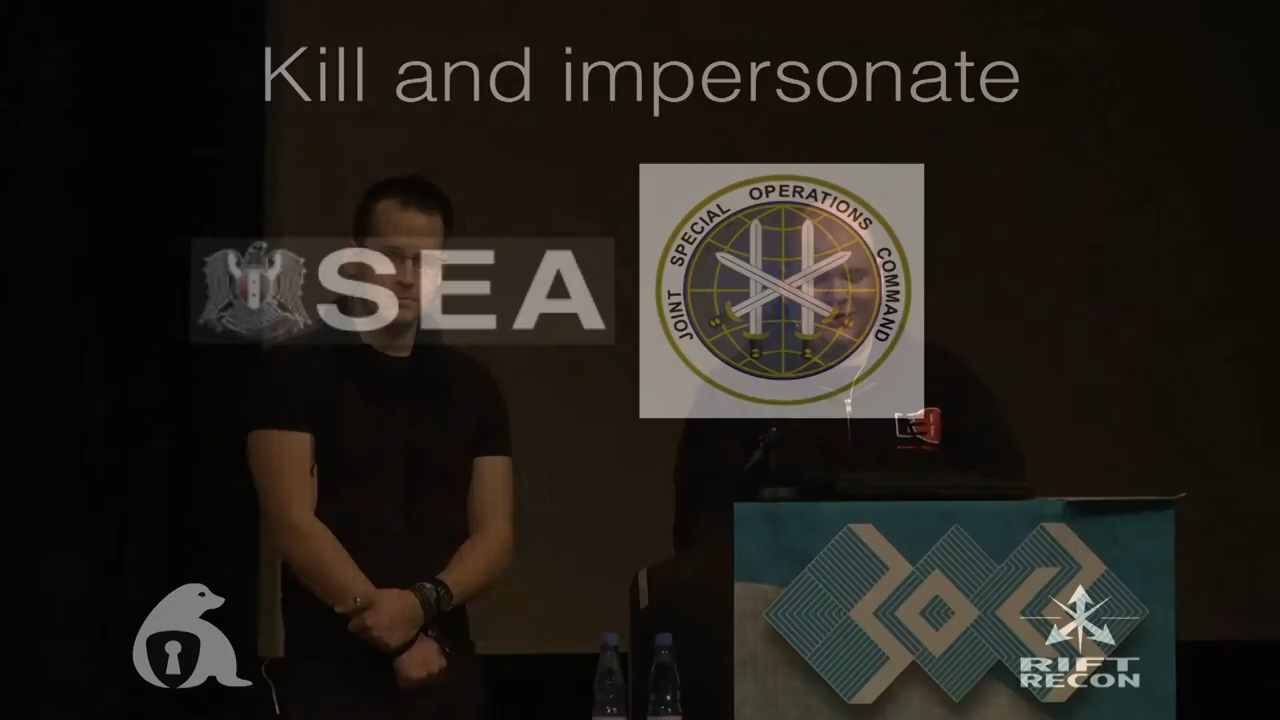 Kill and impersonate
SEA
JOINT SPECIAL OPERATIONS COMMAND
RIFT
RECON